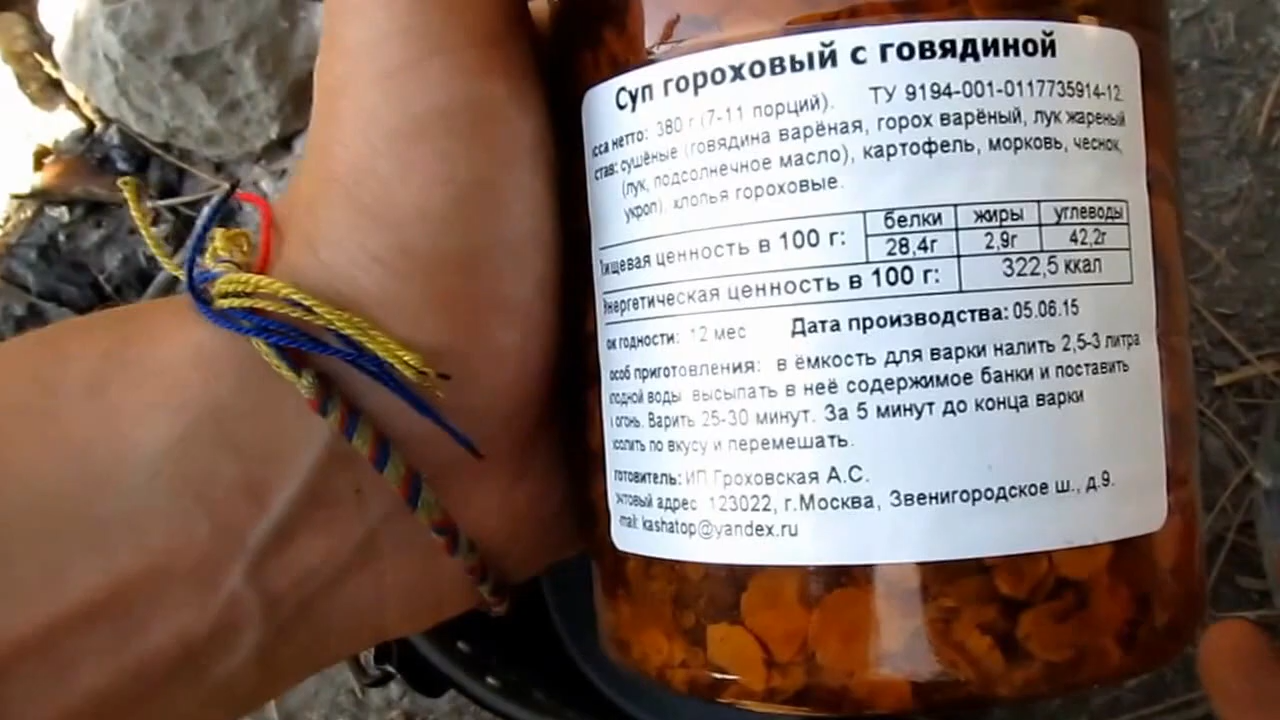 Суп гороховый с говядиной
сса нетто: 380 г (7-11 порций). ТУ 9194-001-0117735914-12
став: сушёные (говядина варёная, горох варёный, лук жареный
(лук, подсолнечное масло), картофель, морковь, чеснок,
укроп), хлопья гороховые.
белки жиры углеводы
ищевая ценность в 100 г: 28,4г 2,9г 42,2г
Энергетическая ценность в 100 г: 322,5 ккал
ок годности: 12 мес Дата производства: 05.06.15
особ приготовления: в ёмкость для варки налить 2,5-3 литра
лодной воды высыпать в неё содержимое банки и поставить
огонь. Варить 25-30 минут. За 5 минут до конца варки
солить по вкусу и перемешать.
готовитель: ИП Гроховская А.С.
чтовый адрес 123022, г.Москва, Звенигородское ш., д.9.
-mail: kashatop@yandex.ru